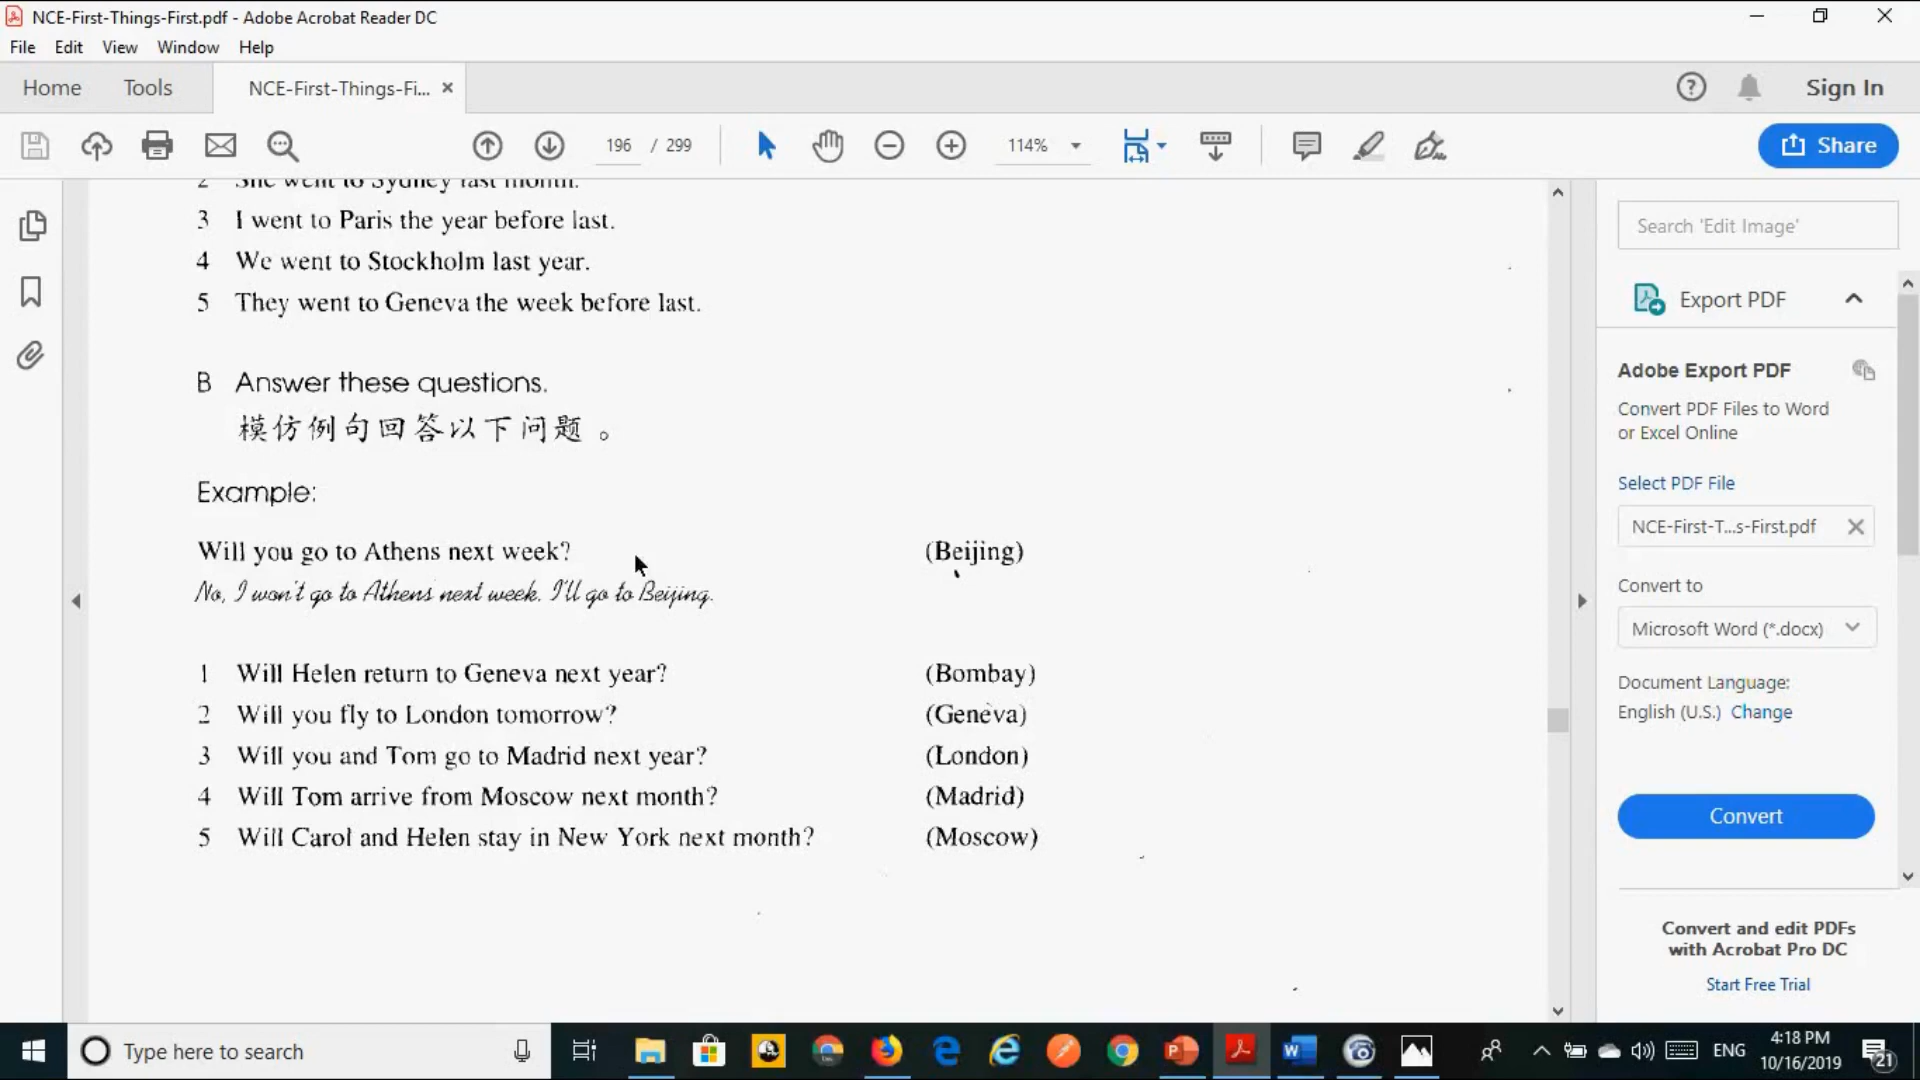 NCE-First-Things-First.pdf - Adobe Acrobat Reader DC
File Edit View Window Help
Home Tools NCE-First-Things-Fi... Sign In
196 / 299 114% Share
2 She went to Sydney last month.
3 I went to Paris the year before last.
4 We went to Stockholm last year.
5 They went to Geneva the week before last.
B Answer these questions.
模仿例句回答以下问题。
Example:
Will you go to Athens next week? (Beijing)
No, I won't go to Athens next week. I'll go to Beijing.
1 Will Helen return to Geneva next year? (Bombay)
2 Will you fly to London tomorrow? (Geneva)
3 Will you and Tom go to Madrid next year? (London)
4 Will Tom arrive from Moscow next month? (Madrid)
5 Will Carol and Helen stay in New York next month? (Moscow)
Search 'Edit Image'
Export PDF
Adobe Export PDF
Convert PDF Files to Word
or Excel Online
Select PDF File
NCE-First-T...s-First.pdf
Convert to
Microsoft Word (*.docx)
Document Language:
English (U.S.) Change
Convert
Convert and edit PDFs
with Acrobat Pro DC
Start Free Trial
Type here to search
ENG
4:18 PM
10/16/2019
21